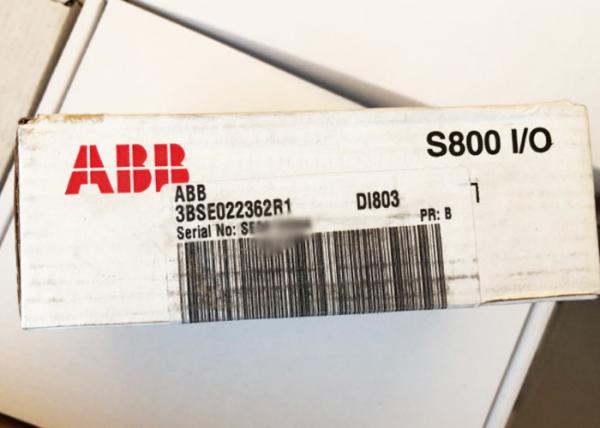 ABB
S800 I/O
ABB
3BSE022362R1 DI803
PR: B
Serial No: